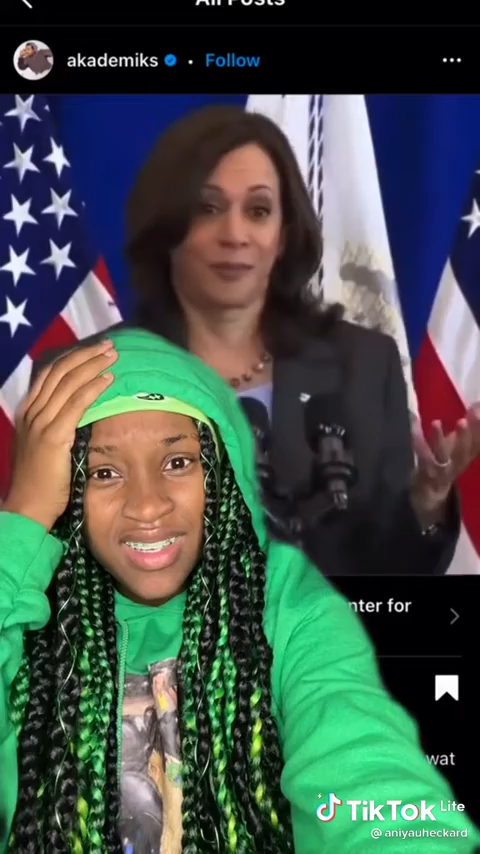 All Posts
akademiks • Follow
nter for
wat
TikTok Lite
@aniyauheckard